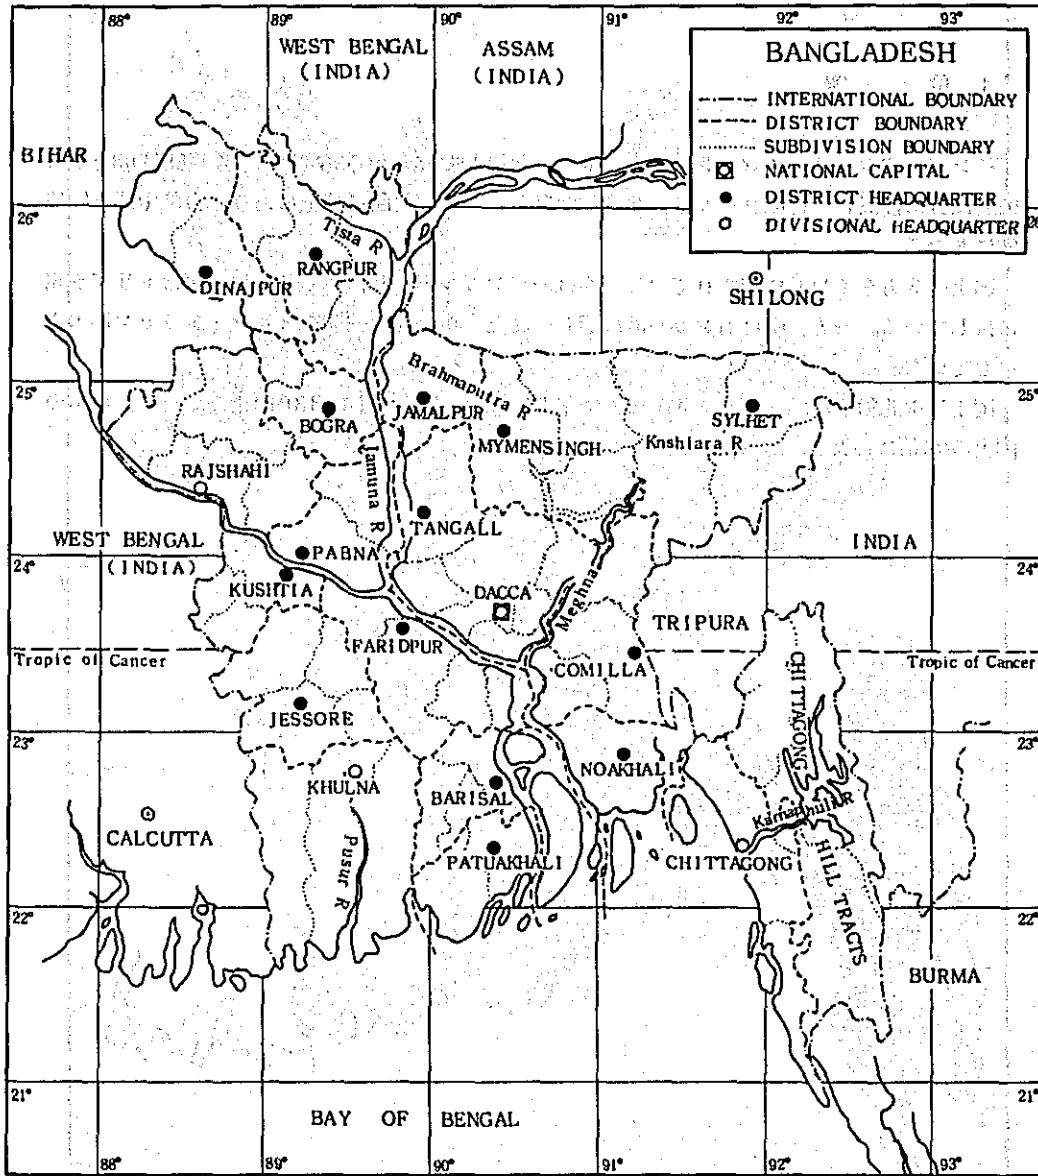 88°
89°
90°
91°
92°
93°
WEST BENGAL
(INDIA)
ASSAM
(INDIA)
BANGLADESH
INTERNATIONAL BOUNDARY
DISTRICT BOUNDARY
SUBDIVISION BOUNDARY
NATIONAL CAPITAL
DISTRICT HEADQUARTER
DIVISIONAL HEADQUARTER
BIHAR
26°
Tista R
RANGPUR
DINAJPUR
SHILONG
25°
25°
Brahmaputra R
JAMALPUR
BOGRA
MYMENSINGH
SYLHET
Knshiara R
RAJSHAHI
Jamuna R
TANGALL
WEST BENGAL
(INDIA)
PABNA
INDIA
24°
24°
KUSHTIA
DACCA
Meghna
FARIDPUR
TRIPURA
Tropic of Cancer
COMILLA
Tropic of Cancer
CHITTAGONG
JESSORE
23°
23°
KHULNA
NOAKHALI
BARISAL
Karnaphuli R
CALCUTTA
PATUAKHALI
CHITTAGONG
Pusur R
HILL TRACTS
22°
22°
BURMA
21°
21°
BAY OF BENGAL
88°
89°
90°
91°
92°
93°